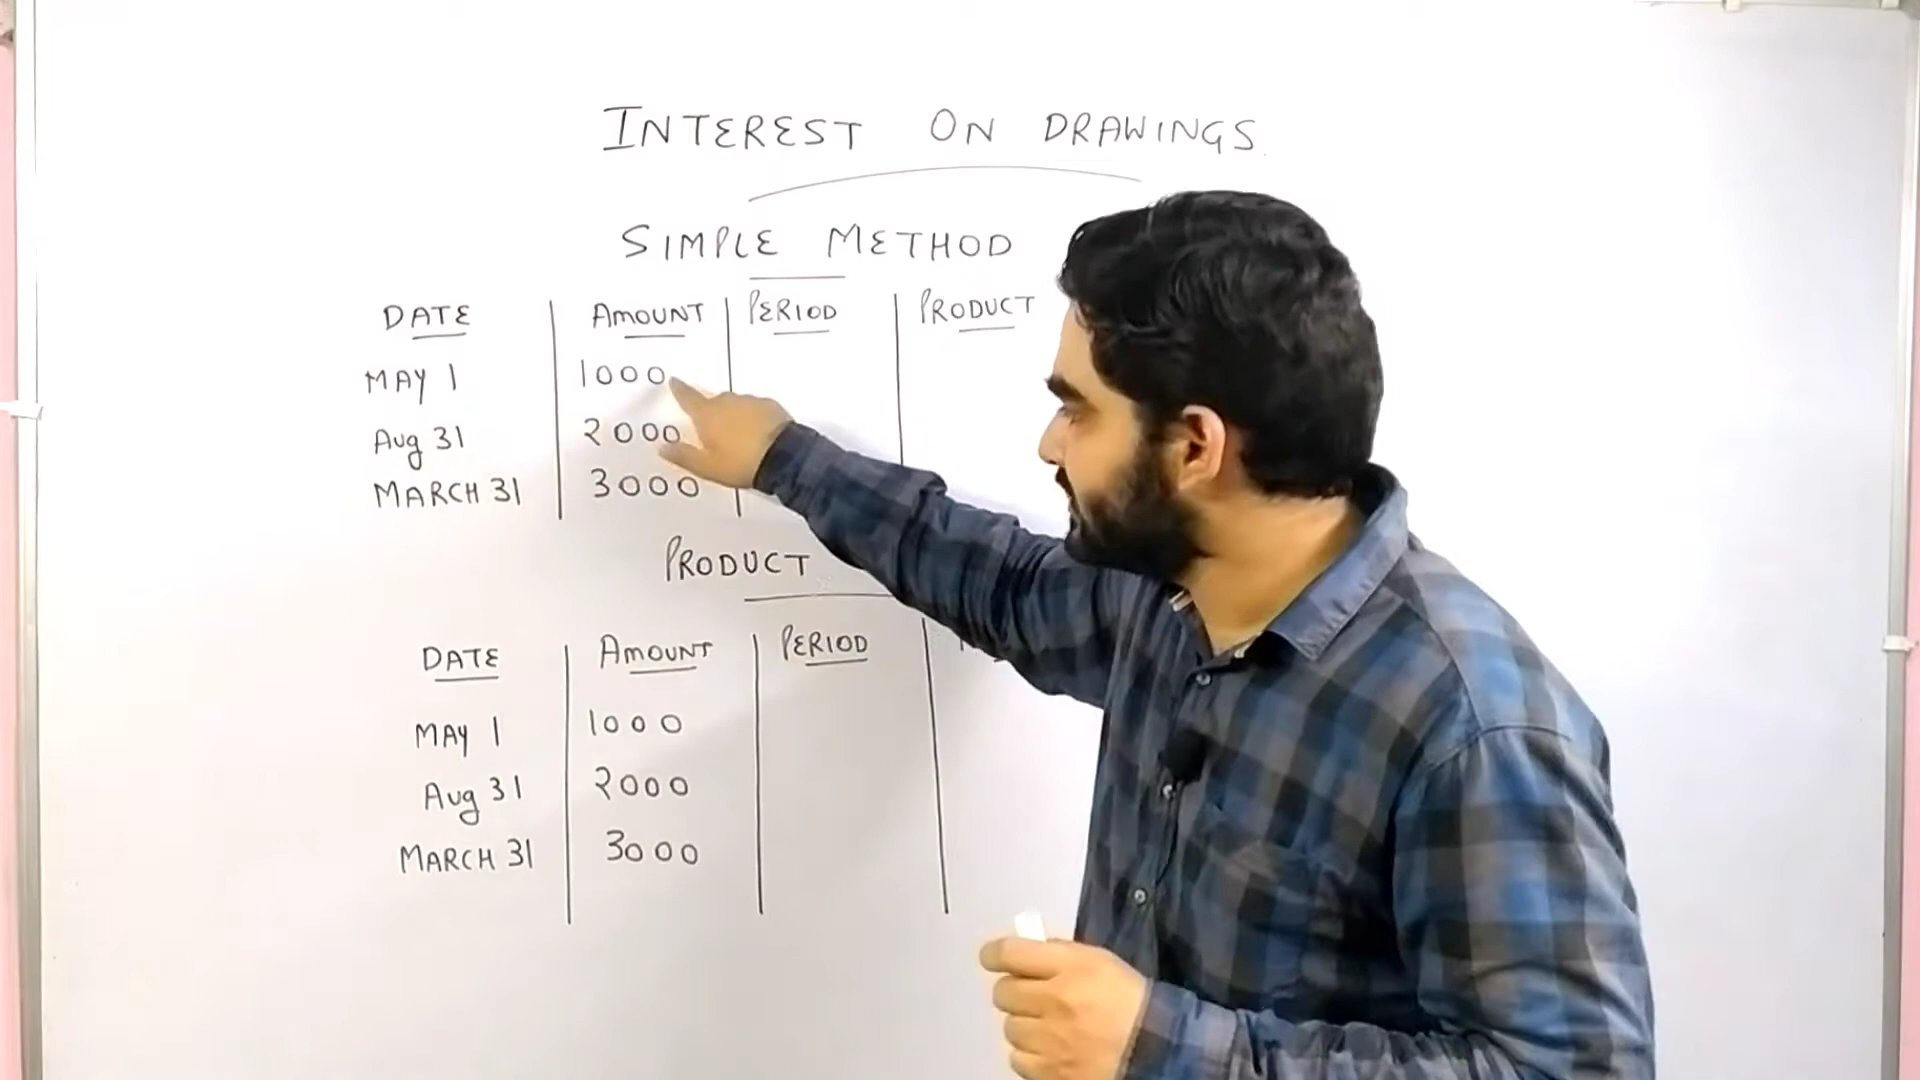 INTEREST ON DRAWINGS
SIMPLE METHOD
DATE AMOUNT PERIOD PRODUCT
MAY 1 1000
Aug 31 2000
MARCH 31 3000
PRODUCT
DATE AMOUNT PERIOD
MAY 1 1000
Aug 31 2000
MARCH 31 3000